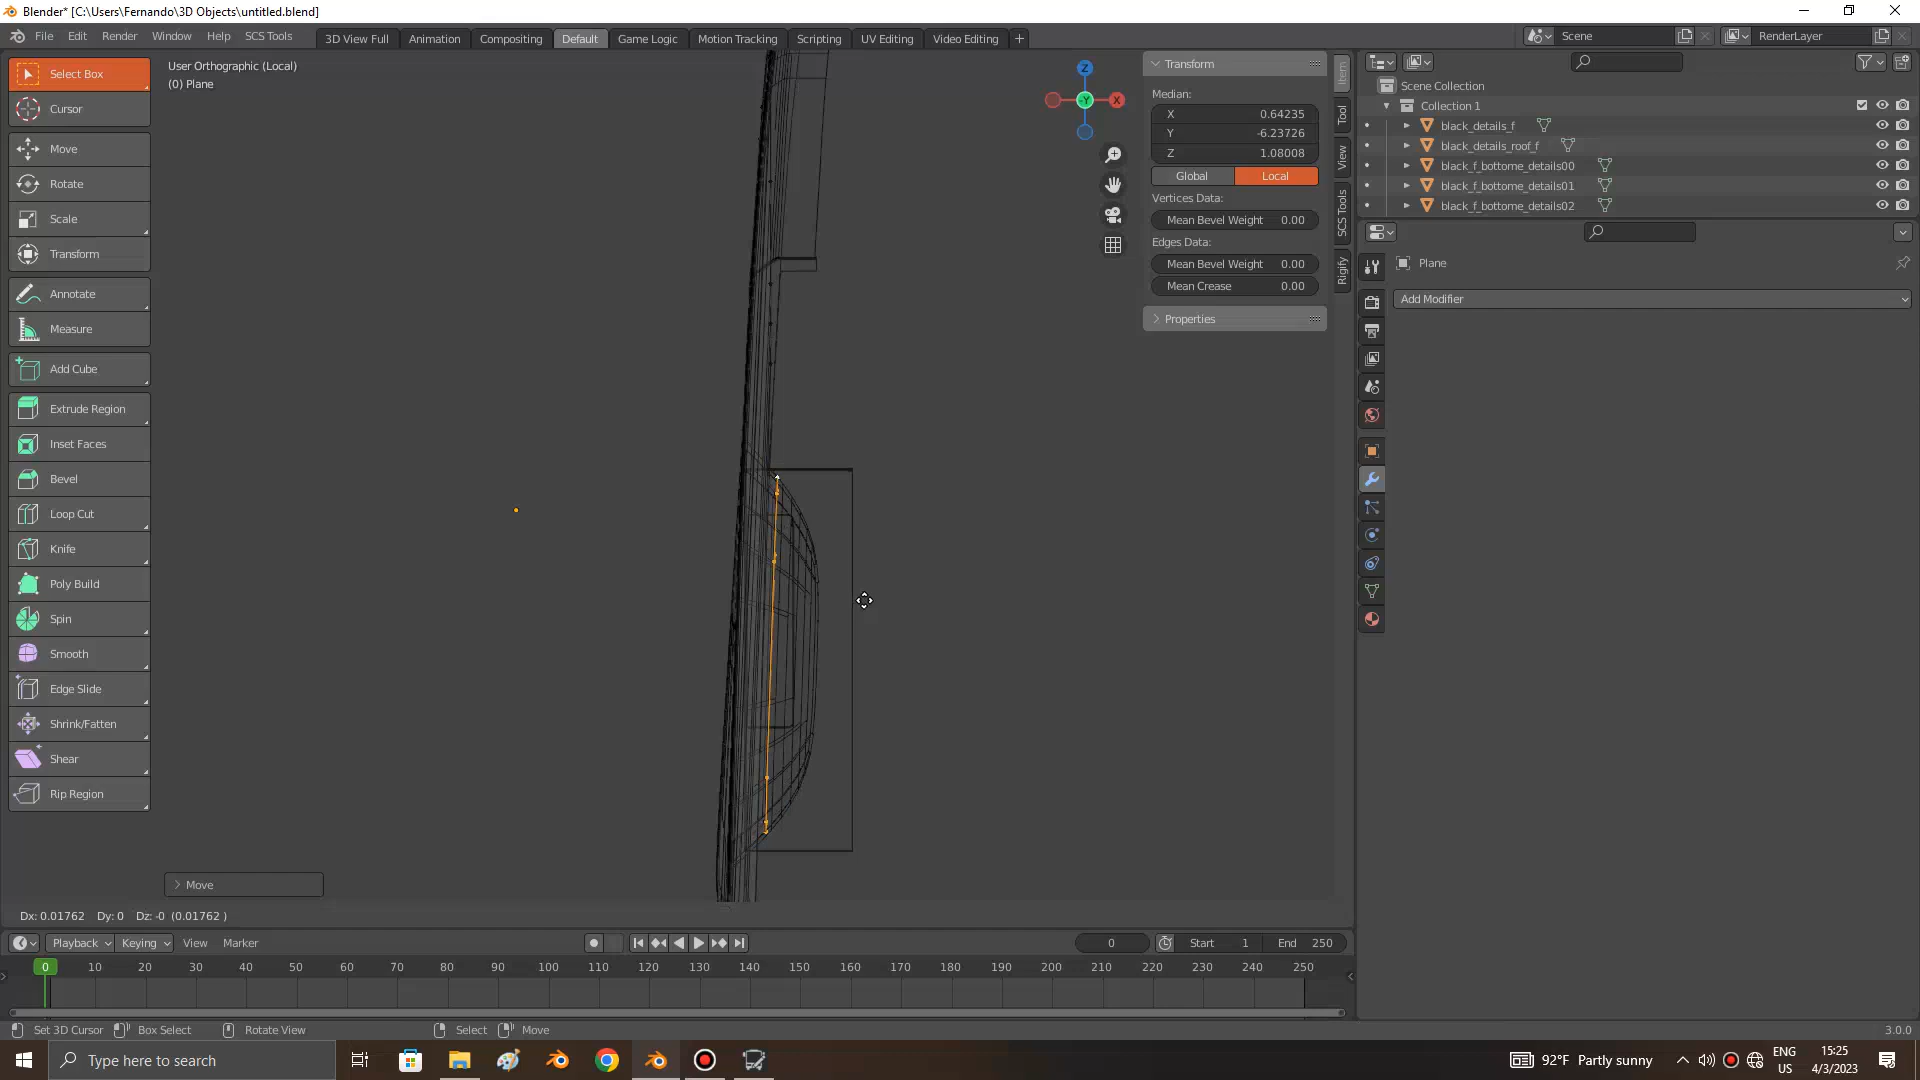 Blender* [C:\Users\Fernando\3D Objects\untitled.blend]
File Edit Render Window Help SCS Tools
3D View Full Animation Compositing Default Game Logic Motion Tracking Scripting UV Editing Video Editing
Scene
RenderLayer
Select Box
Cursor
Move
Rotate
Scale
Transform
Annotate
Measure
Add Cube
Extrude Region
Inset Faces
Bevel
Loop Cut
Knife
Poly Build
Spin
Smooth
Edge Slide
Shrink/Fatten
Shear
Rip Region
User Orthographic (Local)
(0) Plane
Z
-Y
X
Transform
Median:
X 0.64235
Y -6.23726
Z 1.08008
Global Local
Vertices Data:
Mean Bevel Weight 0.00
Edges Data:
Mean Bevel Weight 0.00
Mean Crease 0.00
Properties
Item
Tool
View
SCS Tools
Rigify
Scene Collection
Collection 1
black_details_f
black_details_roof_f
black_f_bottome_details00
black_f_bottome_details01
black_f_bottome_details02
Plane
Add Modifier
Move
Dx: 0.01762 Dy: 0 Dz: -0 (0.01762 )
Playback Keying View Marker
0
Start 1 End 250
0 10 20 30 40 50 60 70 80 90 100 110 120 130 140 150 160 170 180 190 200 210 220 230 240 250
Set 3D Cursor Box Select Rotate View Select Move
3.0.0
Type here to search
92°F Partly sunny
ENG
US
15:25
4/3/2023